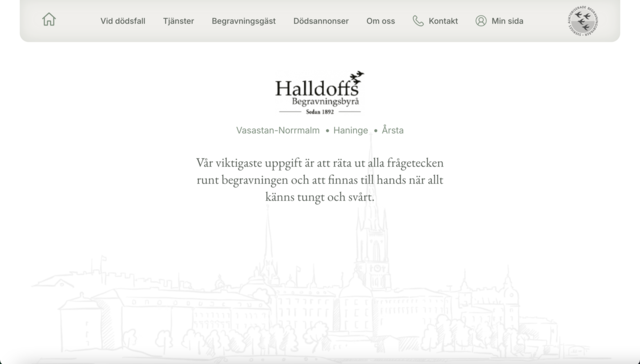 Vid dödsfall Tjänster Begravningsgäst Dödsannonser Om oss Kontakt Min sida
Halldoffs
Begravningsbyrå
Sedan 1892
Vasastan-Norrmalm • Haninge • Årsta
Vår viktigaste uppgift är att räta ut alla frågetecken
runt begravningen och att finnas till hands när allt
känns tungt och svårt.